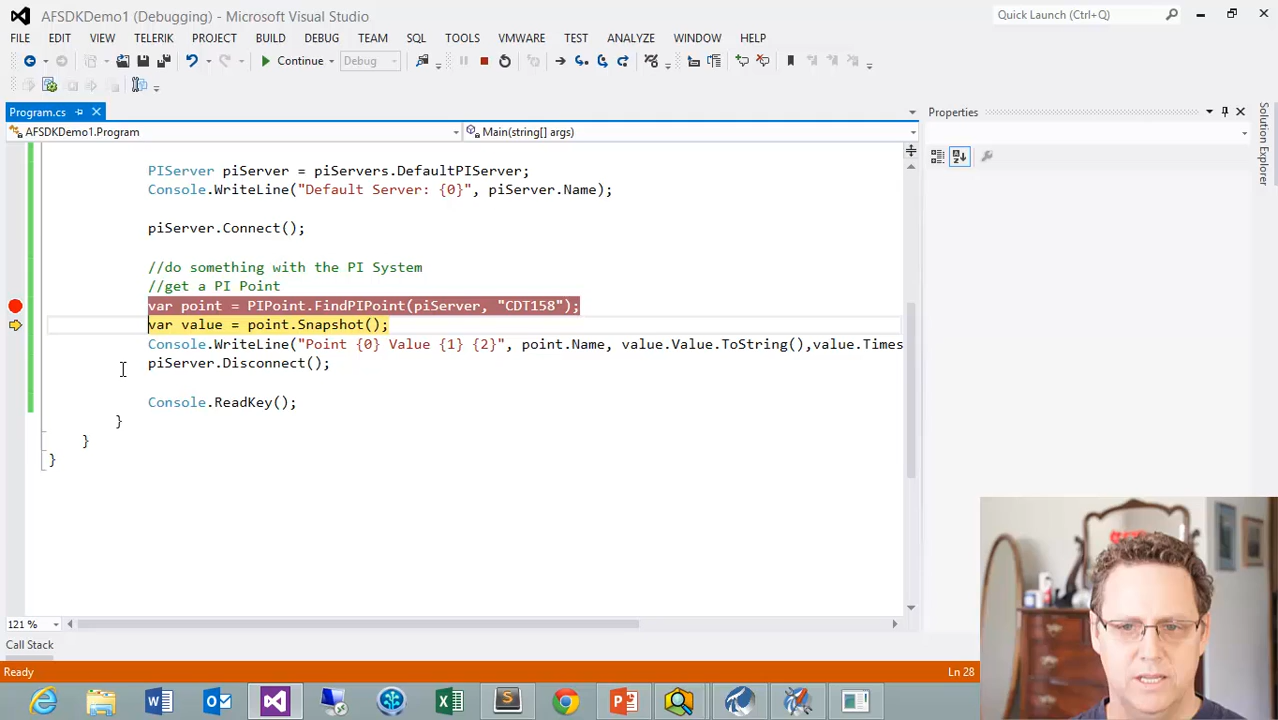 AFSDKDemo1 (Debugging) - Microsoft Visual Studio
Quick Launch (Ctrl+Q)
FILE EDIT VIEW TELERIK PROJECT BUILD DEBUG TEAM SQL TOOLS VMWARE TEST ANALYZE WINDOW HELP
Continue Debug
Program.cs
Properties
AFSDKDemo1.Program
Main(string[] args)
Solution Explorer
PIServer piServer = piServers.DefaultPIServer;
Console.WriteLine("Default Server: {0}", piServer.Name);
piServer.Connect();
//do something with the PI System
//get a PI Point
var point = PIPoint.FindPIPoint(piServer, "CDT158");
var value = point.Snapshot();
Console.WriteLine("Point {0} Value {1} {2}", point.Name, value.Value.ToString(),value.Times
piServer.Disconnect();
Console.ReadKey();
}
}
}
121 %
Call Stack
Ready
Ln 28